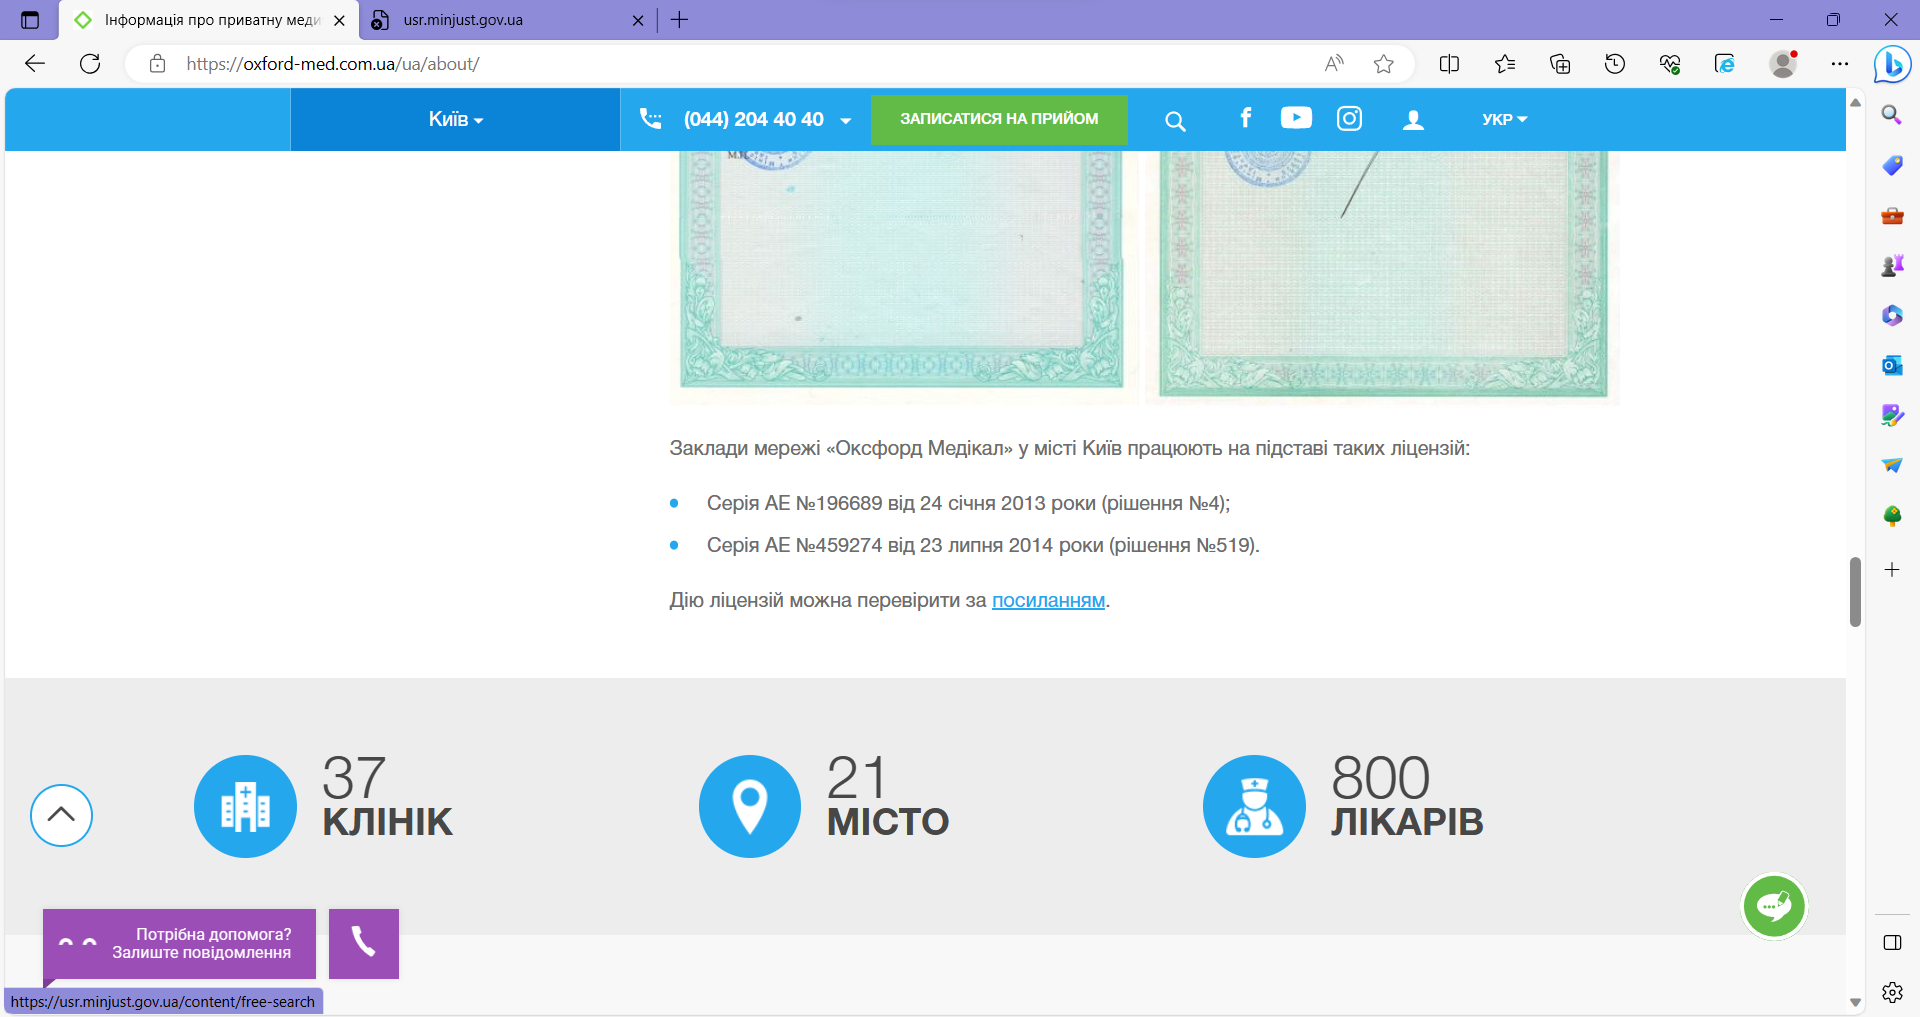 Інформація про приватну меди
usr.minjust.gov.ua
https://oxford-med.com.ua/ua/about/
Київ
(044) 204 40 40
ЗАПИСАТИСЯ НА ПРИЙОМ
УКР
М.П.
Заклади мережі «Оксфорд Медікал» у місті Київ працюють на підставі таких ліцензій:
Серія АЕ №196689 від 24 січня 2013 роки (рішення №4);
Серія АЕ №459274 від 23 липня 2014 роки (рішення №519).
Дію ліцензій можна перевірити за посиланням.
37
КЛІНІК
21
МІСТО
800
ЛІКАРІВ
Потрібна допомога?
Залиште повідомлення
https://usr.minjust.gov.ua/content/free-search